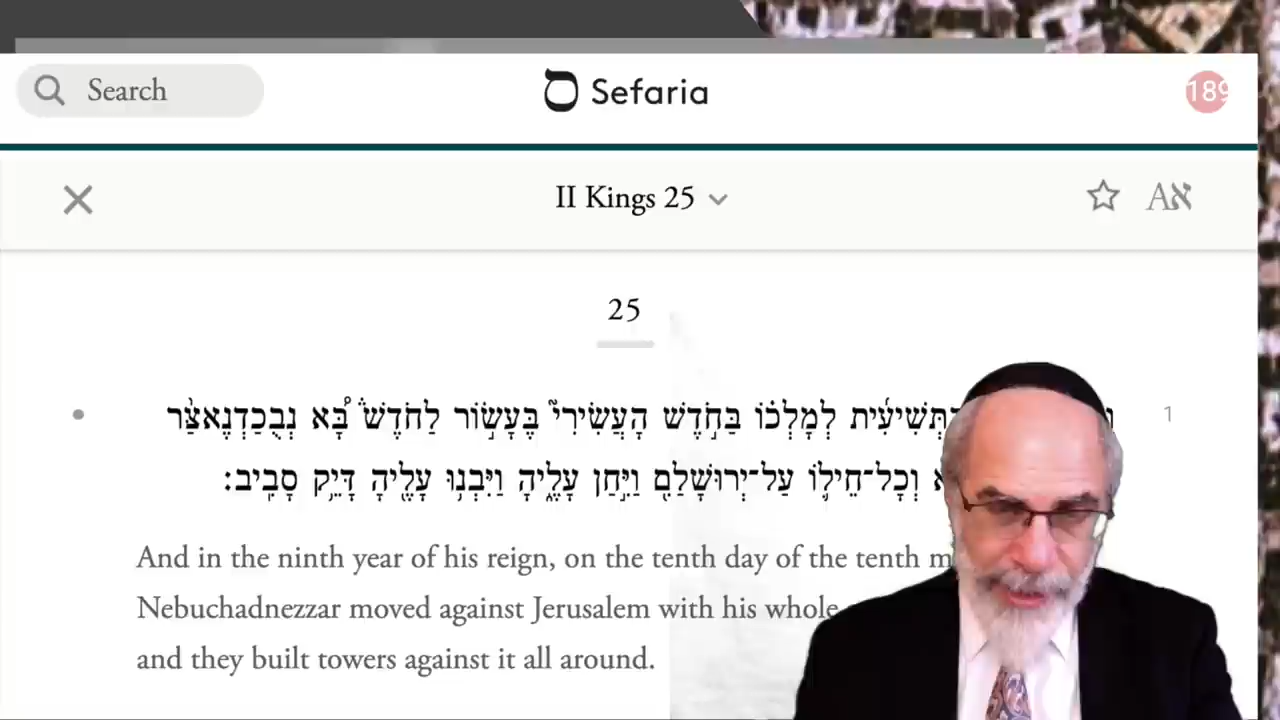 Search
Sefaria
189
II Kings 25
Aא
25
הַתְּשִׁיעִ֜ית לְמׇלְכ֗וֹ בַּחֹ֣דֶשׁ הָעֲשִׂירִי֮ בֶּעָשׂ֣וֹר לַחֹדֶשׁ֒ בָּ֠א נְבֻכַדְנֶאצַּ֨ר
1
וְכׇל־חֵיל֛וֹ עַל־יְרוּשָׁלַ֖͏ִם וַיִּ֣חַן עָלֶ֑יהָ וַיִּבְנ֥וּ עָלֶ֛יהָ דָּיֵ֖ק סָבִֽיב׃
And in the ninth year of his reign, on the tenth day of the tenth
Nebuchadnezzar moved against Jerusalem with his whole
and they built towers against it all around.